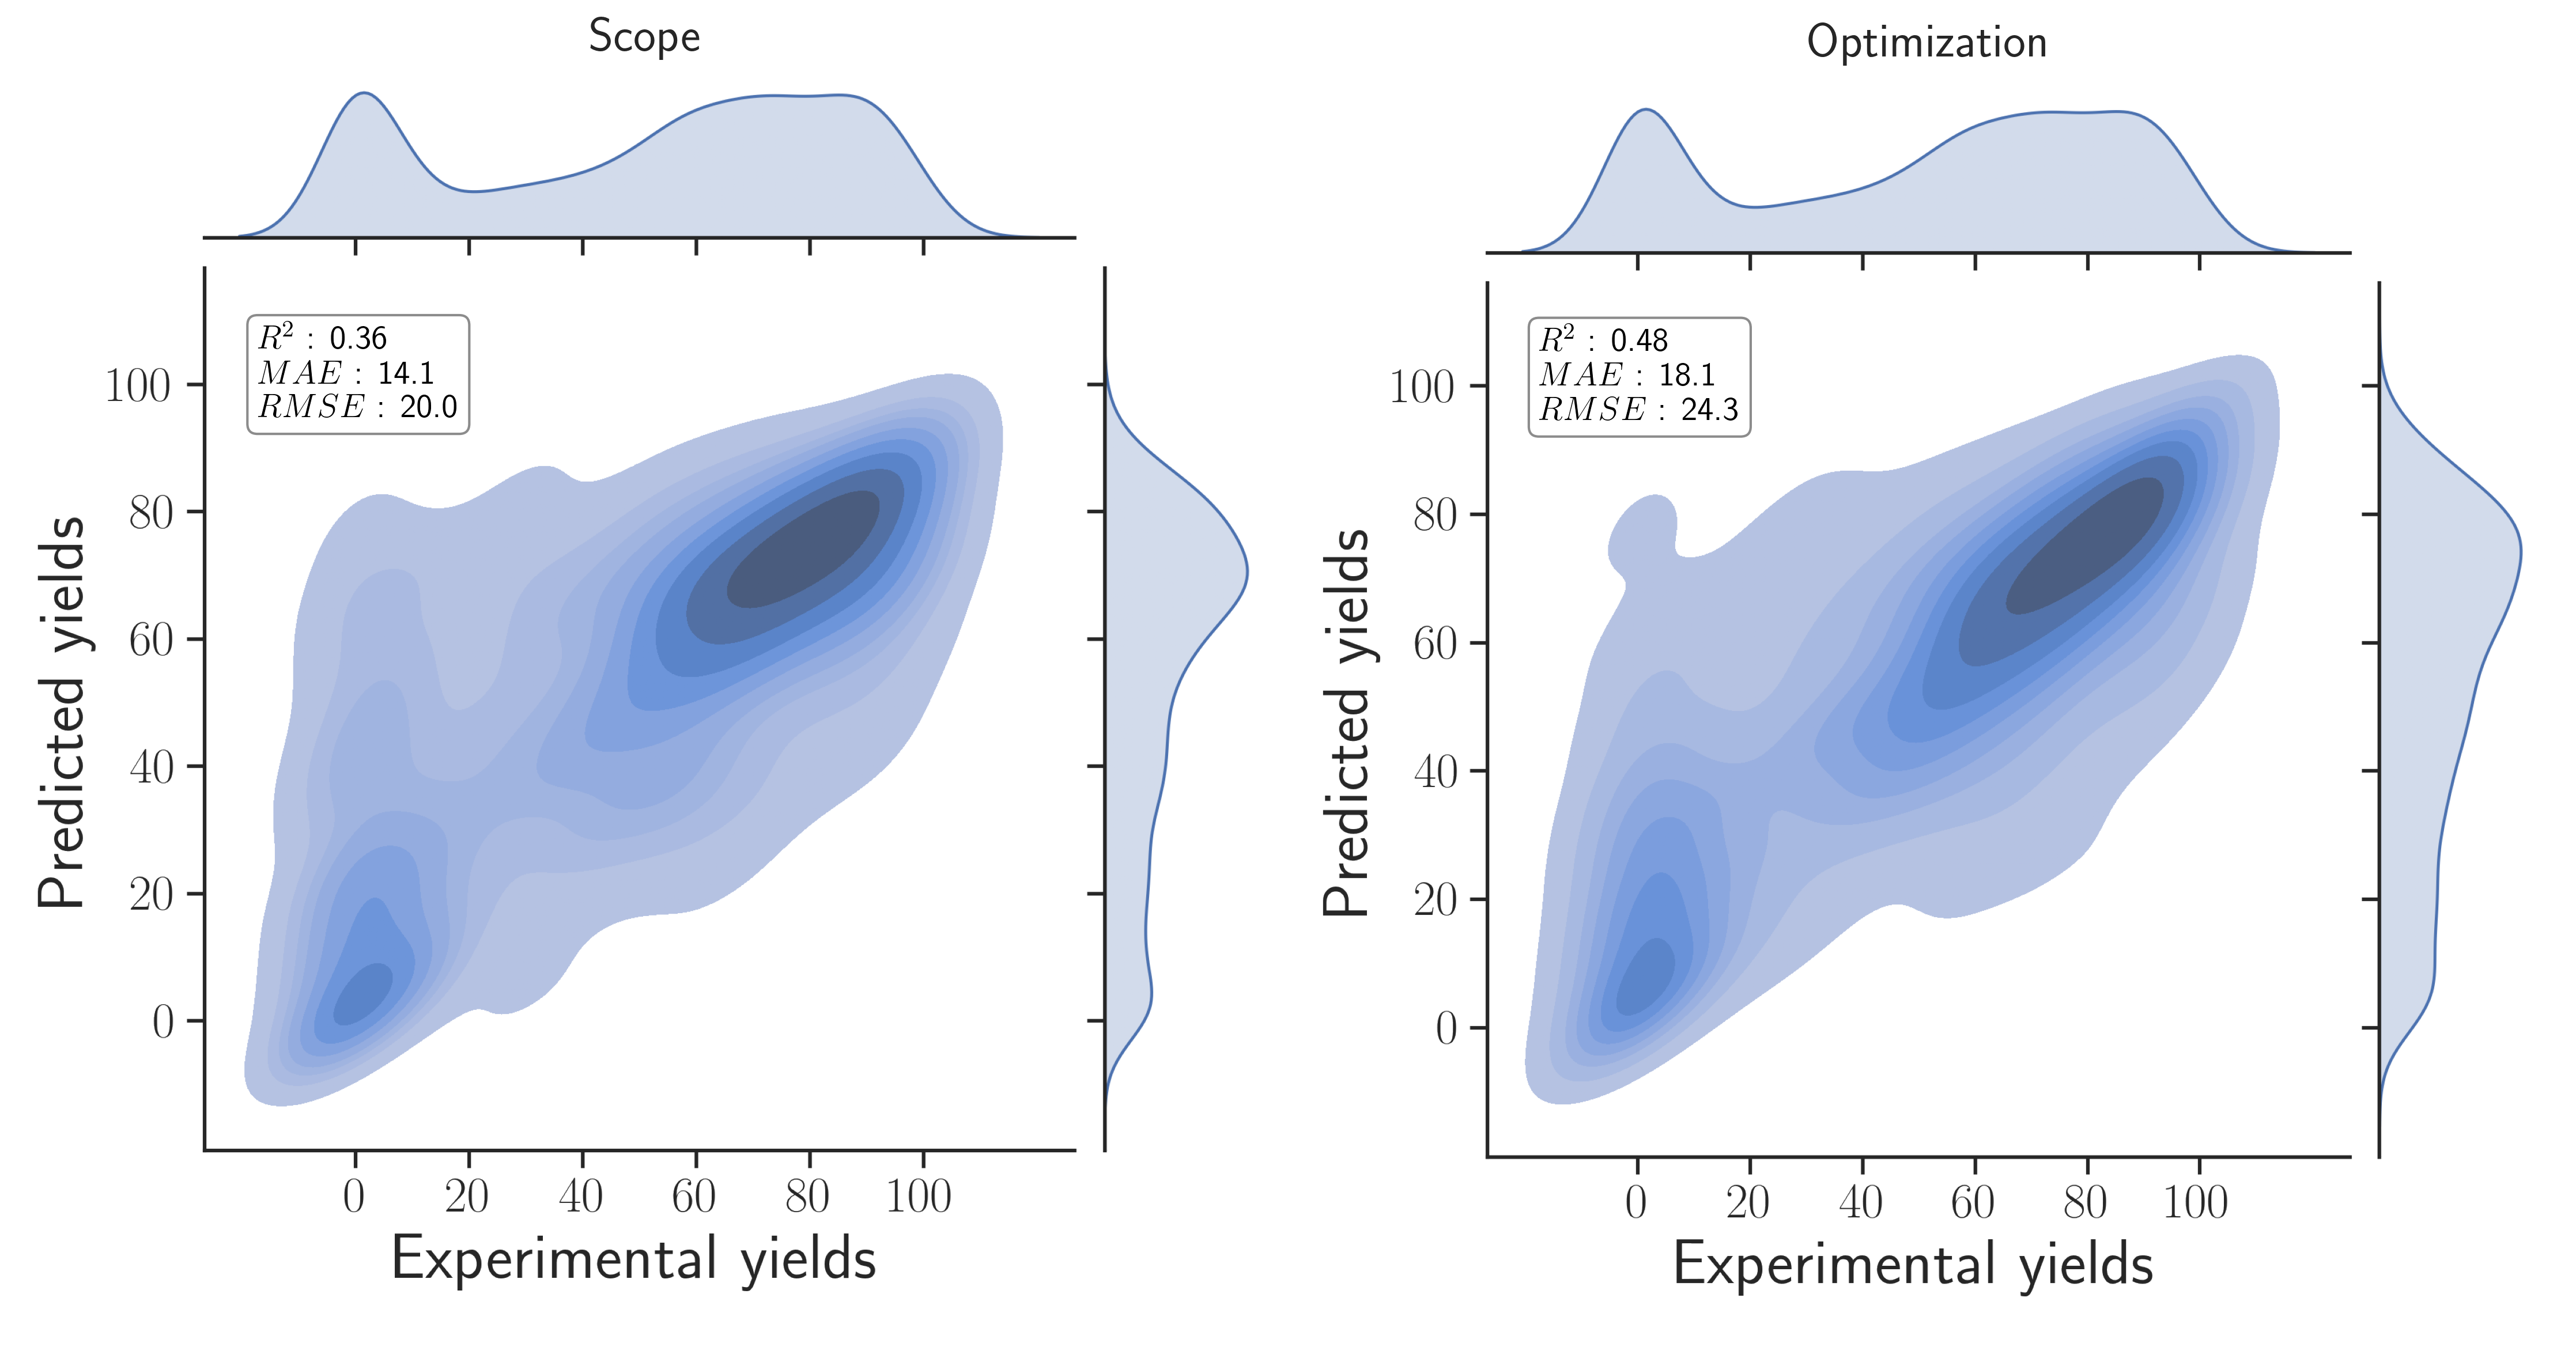 Scope
R² : 0.36
MAE : 14.1
RMSE : 20.0
100
80
60
40
20
0
Predicted yields
0 20 40 60 80 100
Experimental yields
Optimization
R² : 0.48
MAE : 18.1
RMSE : 24.3
100
80
60
40
20
0
Predicted yields
0 20 40 60 80 100
Experimental yields